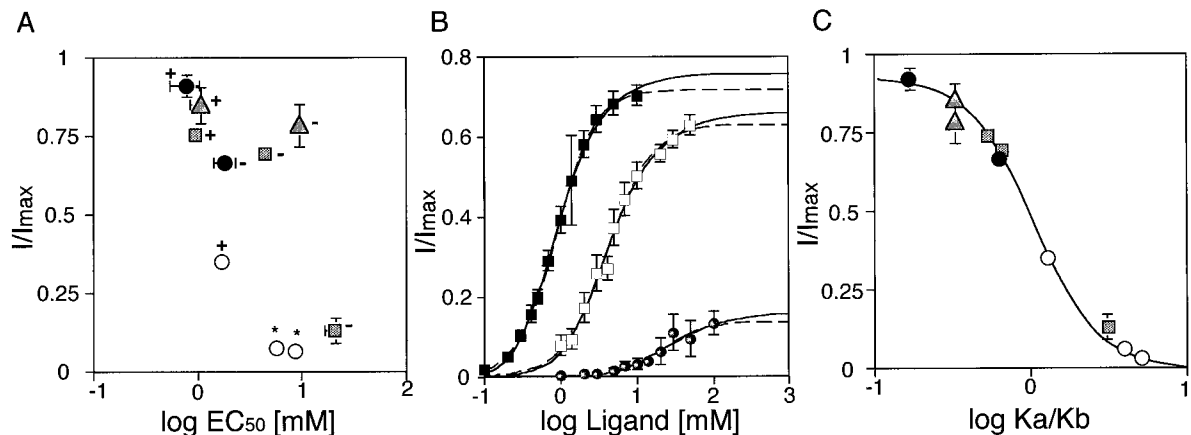 A
I/Imax
1
0.75
0.5
0.25
0
+
+
+
-
-
-
+
* *
-
-1 0 1 2
log EC50 [mM]
B
I/Imax
0.8
0.6
0.4
0.2
0
-1 0 1 2 3
log Ligand [mM]
C
I/Imax
1
0.75
0.5
0.25
0
-1 0 1
log Ka/Kb